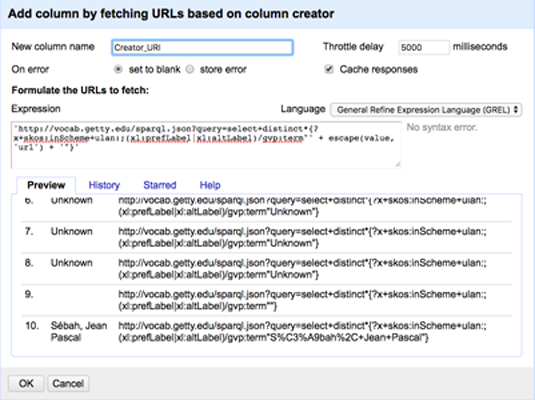 Add column by fetching URLs based on column creator
New column name Creator_URI Throttle delay 5000 milliseconds
On error set to blank store error Cache responses
Formulate the URLs to fetch:
Expression Language General Refine Expression Language (GREL)
'http://vocab.getty.edu/sparql.json?query=select+distinct*{? No syntax error.
x+skos:inScheme+ulan:;(xl:prefLabel|xl:altLabel)/gvp:term"' + escape(value,
'url') + '"}'
Preview History Starred Help
6. Unknown http://vocab.getty.edu/sparql.json?query=select+distinct*{?x+skos:inScheme+ulan:;
(xl:prefLabel|xl:altLabel)/gvp:term"Unknown"}
7. Unknown http://vocab.getty.edu/sparql.json?query=select+distinct*{?x+skos:inScheme+ulan:;
(xl:prefLabel|xl:altLabel)/gvp:term"Unknown"}
8. Unknown http://vocab.getty.edu/sparql.json?query=select+distinct*{?x+skos:inScheme+ulan:;
(xl:prefLabel|xl:altLabel)/gvp:term"Unknown"}
9. http://vocab.getty.edu/sparql.json?query=select+distinct*{?x+skos:inScheme+ulan:;
(xl:prefLabel|xl:altLabel)/gvp:term""}
10. Sébah, Jean http://vocab.getty.edu/sparql.json?query=select+distinct*{?x+skos:inScheme+ulan:;
Pascal (xl:prefLabel|xl:altLabel)/gvp:term"S%C3%A9bah%2C+Jean+Pascal"}
OK Cancel